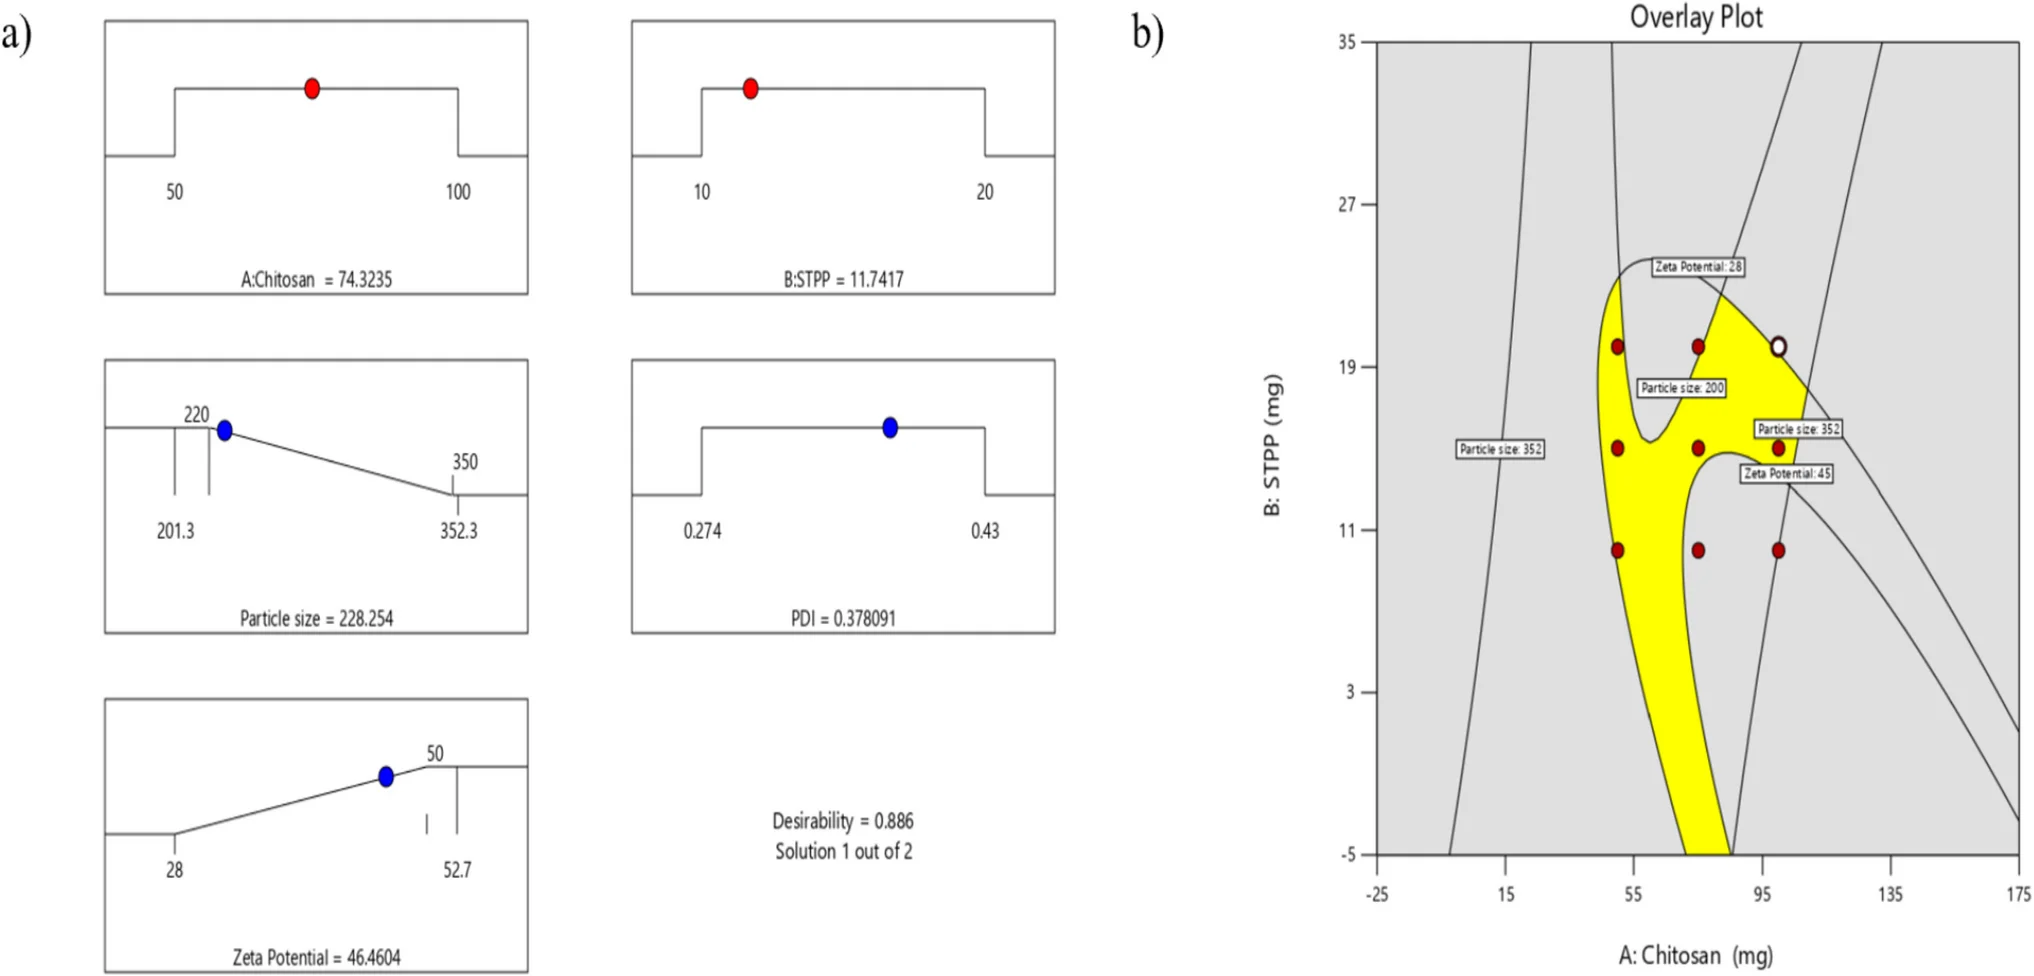 a)
50
100
A:Chitosan = 74.3235
10
20
B:STPP = 11.7417
220
350
201.3
352.3
Particle size = 228.254
0.274
0.43
PDI = 0.378091
50
28
52.7
Zeta Potential = 46.4604
Desirability = 0.886
Solution 1 out of 2
b)
Overlay Plot
35
27
19
11
3
-5
B: STPP (mg)
Zeta Potential: 28
Particle size: 200
Particle size: 352
Particle size: 352
Zeta Potential: 45
-25
15
55
95
135
175
A: Chitosan (mg)